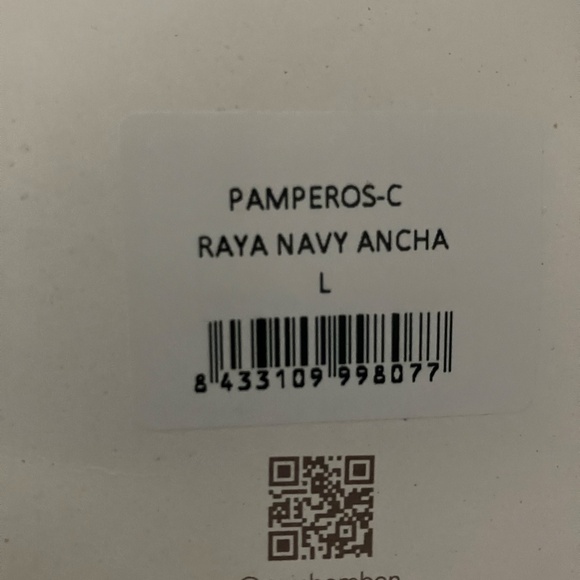 PAMPEROS-C
RAYA NAVY ANCHA
L
8 433109 998077